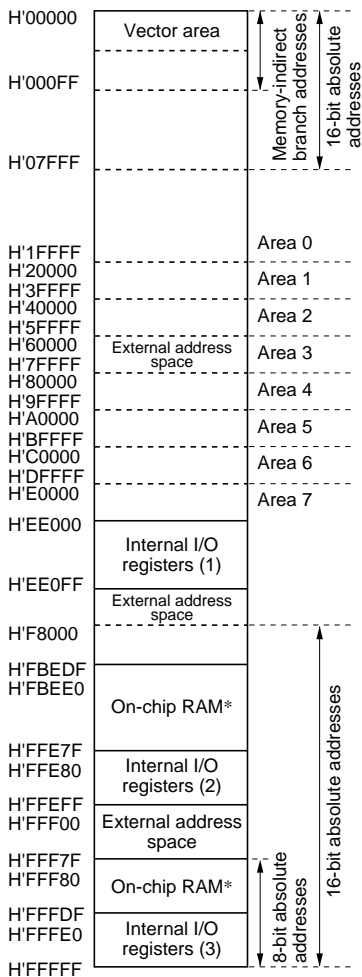 H'00000
Vector area
H'000FF
Memory-indirect
branch addresses
16-bit absolute
addresses
H'07FFF
H'1FFFF
Area 0
H'20000
Area 1
H'3FFFF
H'40000
Area 2
H'5FFFF
H'60000
External address
space
Area 3
H'7FFFF
H'80000
Area 4
H'9FFFF
H'A0000
Area 5
H'BFFFF
H'C0000
Area 6
H'DFFFF
H'E0000
Area 7
H'EE000
Internal I/O
registers (1)
H'EE0FF
External address
space
H'F8000
H'FBEDF
H'FBEE0
On-chip RAM*
H'FFE7F
H'FFE80
Internal I/O
registers (2)
H'FFEFF
H'FFF00
External address
space
H'FFF7F
H'FFF80
On-chip RAM*
H'FFFDF
H'FFFE0
Internal I/O
registers (3)
H'FFFFF
8-bit absolute
addresses
16-bit absolute addresses